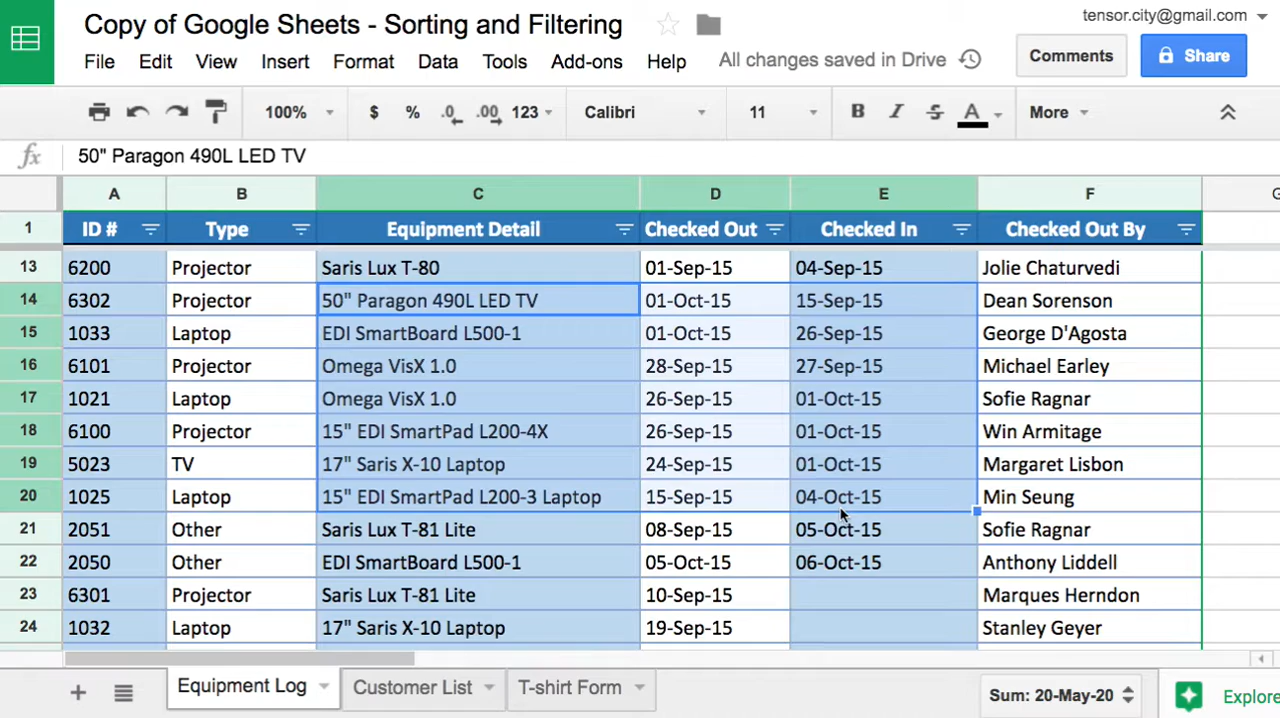 Copy of Google Sheets - Sorting and Filtering
tensor.city@gmail.com
File Edit View Insert Format Data Tools Add-ons Help All changes saved in Drive
Comments
Share
100% $ % .0 .00 123 Calibri 11 B I S A More
fx 50" Paragon 490L LED TV
A B C D E F G
1 ID # Type Equipment Detail Checked Out Checked In Checked Out By
13 6200 Projector Saris Lux T-80 01-Sep-15 04-Sep-15 Jolie Chaturvedi
14 6302 Projector 50" Paragon 490L LED TV 01-Oct-15 15-Sep-15 Dean Sorenson
15 1033 Laptop EDI SmartBoard L500-1 01-Oct-15 26-Sep-15 George D'Agosta
16 6101 Projector Omega VisX 1.0 28-Sep-15 27-Sep-15 Michael Earley
17 1021 Laptop Omega VisX 1.0 26-Sep-15 01-Oct-15 Sofie Ragnar
18 6100 Projector 15" EDI SmartPad L200-4X 26-Sep-15 01-Oct-15 Win Armitage
19 5023 TV 17" Saris X-10 Laptop 24-Sep-15 01-Oct-15 Margaret Lisbon
20 1025 Laptop 15" EDI SmartPad L200-3 Laptop 15-Sep-15 04-Oct-15 Min Seung
21 2051 Other Saris Lux T-81 Lite 08-Sep-15 05-Oct-15 Sofie Ragnar
22 2050 Other EDI SmartBoard L500-1 05-Oct-15 06-Oct-15 Anthony Liddell
23 6301 Projector Saris Lux T-81 Lite 10-Sep-15 Marques Herndon
24 1032 Laptop 17" Saris X-10 Laptop 19-Sep-15 Stanley Geyer
+ Equipment Log Customer List T-shirt Form Sum: 20-May-20 Explore